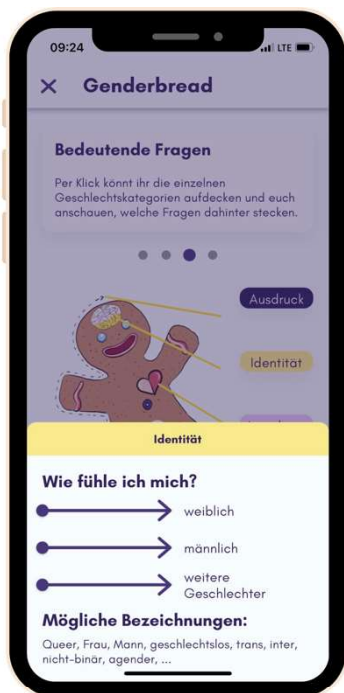 09:24
LTE
Genderbread
Bedeutende Fragen
Per Klick könnt ihr die einzelnen
Geschlechtskategorien aufdecken und euch
anschauen, welche Fragen dahinter stecken.
Ausdruck
Identität
Identität
Wie fühle ich mich?
weiblich
männlich
weitere
Geschlechter
Mögliche Bezeichnungen:
Queer, Frau, Mann, geschlechtslos, trans, inter,
nicht-binär, agender, ...